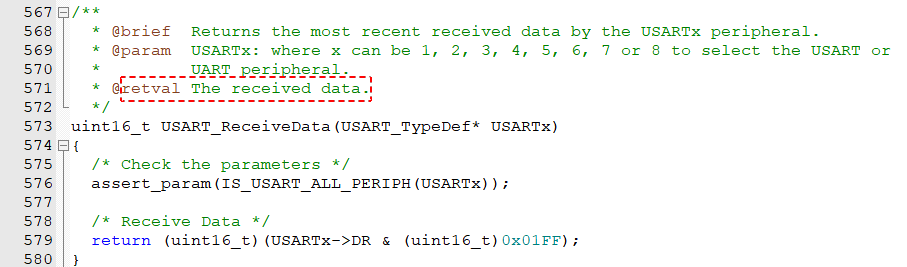 567 /**
568   * @brief  Returns the most recent received data by the USARTx peripheral.
569   * @param  USARTx: where x can be 1, 2, 3, 4, 5, 6, 7 or 8 to select the USART or
570   *         UART peripheral.
571   * @retval The received data.
572   */
573 uint16_t USART_ReceiveData(USART_TypeDef* USARTx)
574 {
575   /* Check the parameters */
576   assert_param(IS_USART_ALL_PERIPH(USARTx));
577
578   /* Receive Data */
579   return (uint16_t)(USARTx->DR & (uint16_t)0x01FF);
580 }